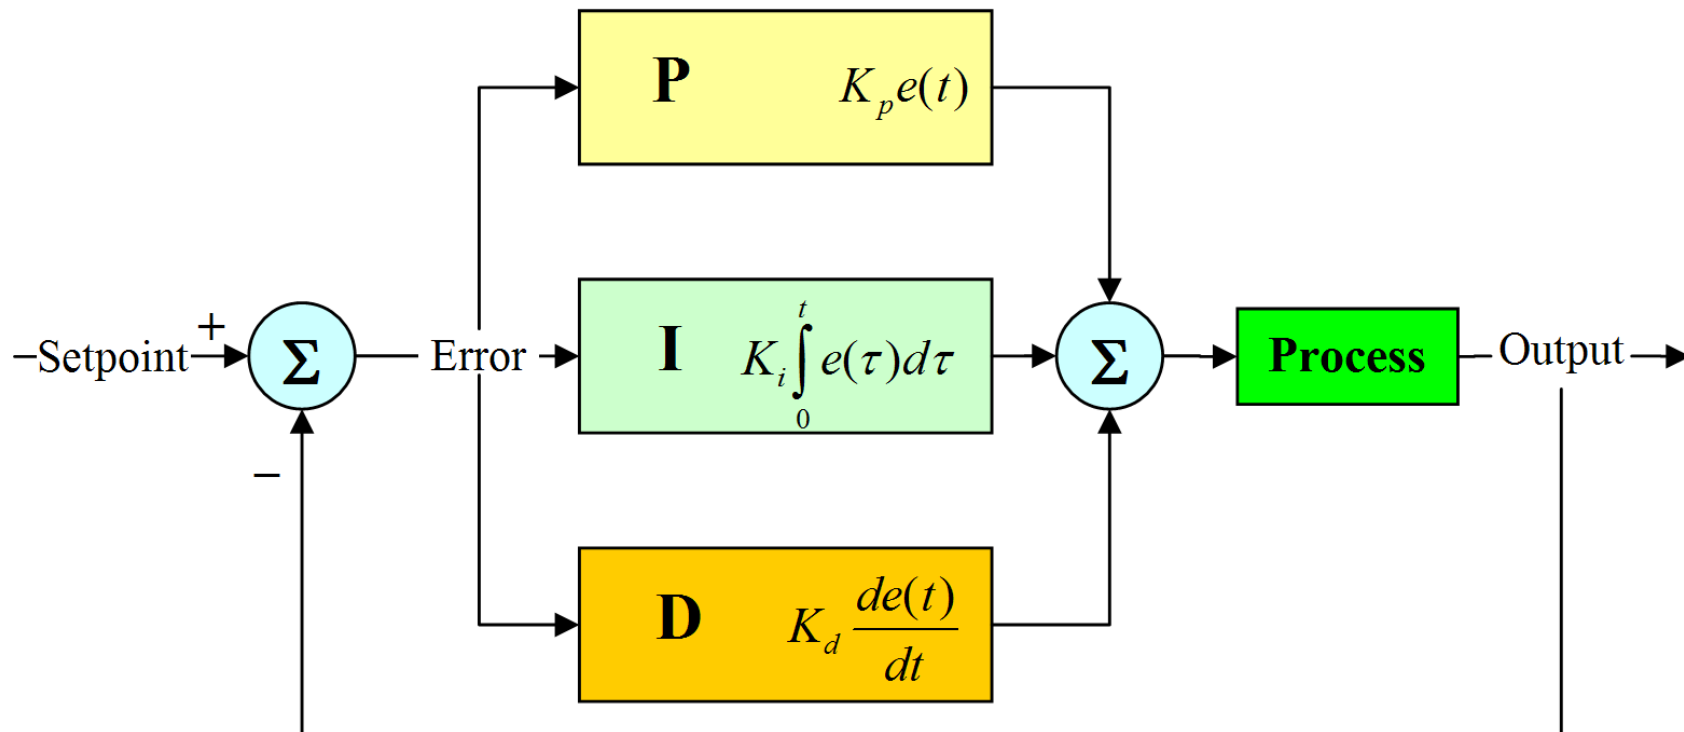 P K_p e(t)
+
–Setpoint
Σ
Error
I K_i ∫_0^t e(τ)dτ
Σ
Process
Output
−
D K_d de(t)/dt